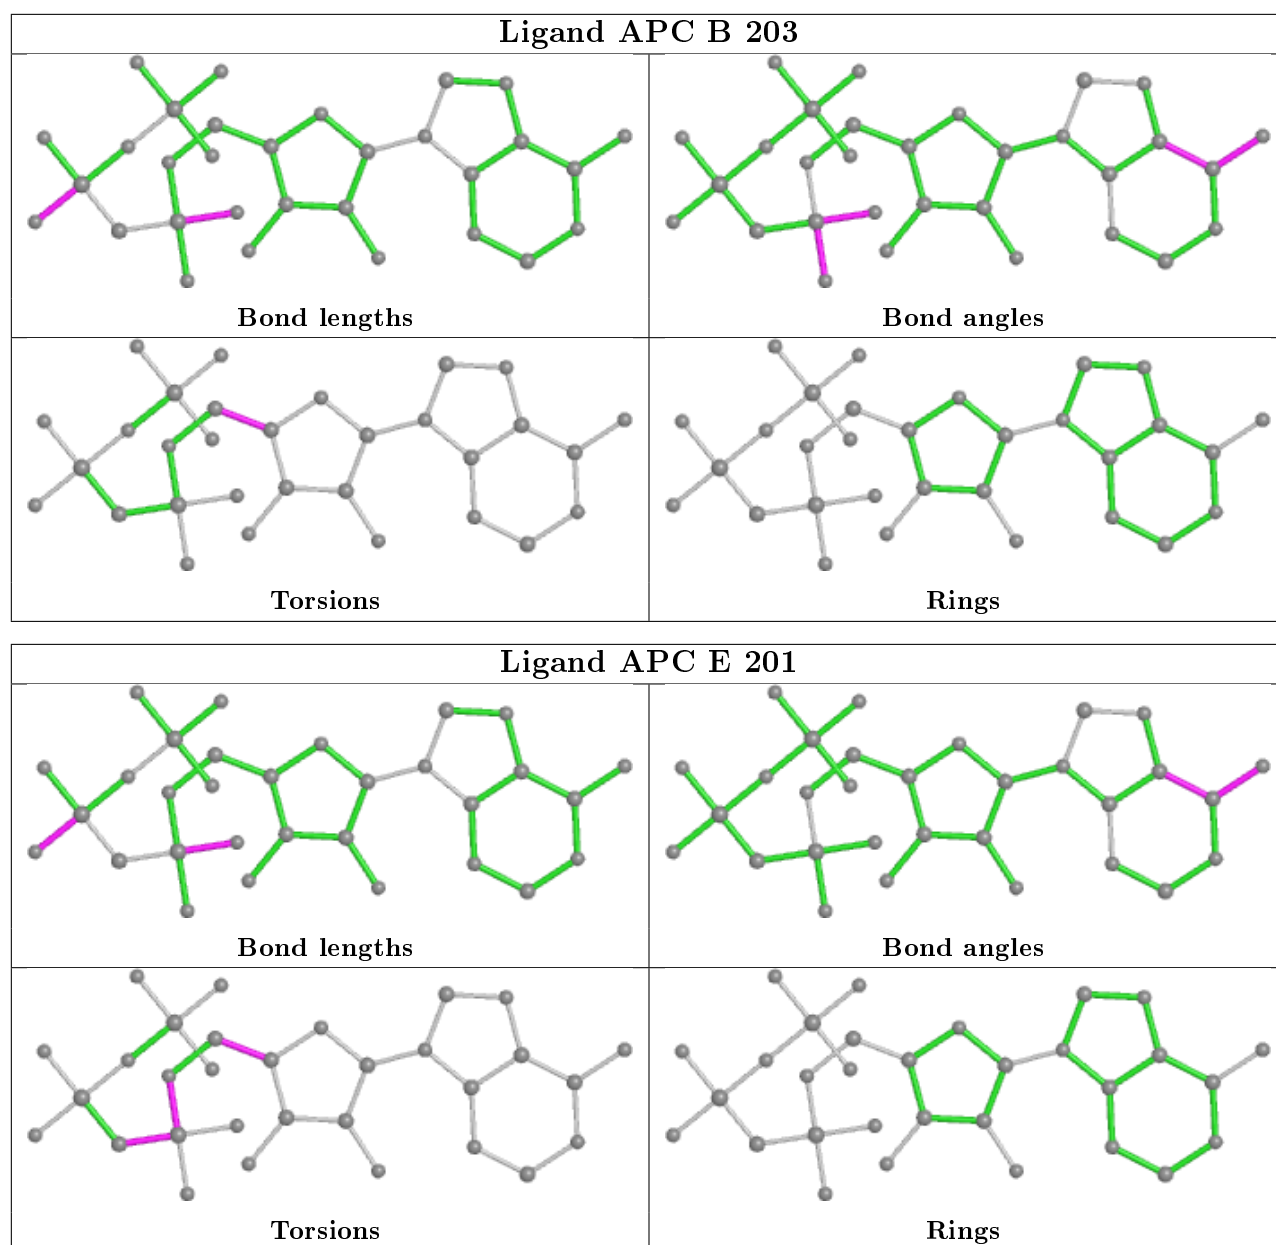 Ligand APC B 203
Bond lengths
Bond angles
Torsions
Rings
Ligand APC E 201
Bond lengths
Bond angles
Torsions
Rings